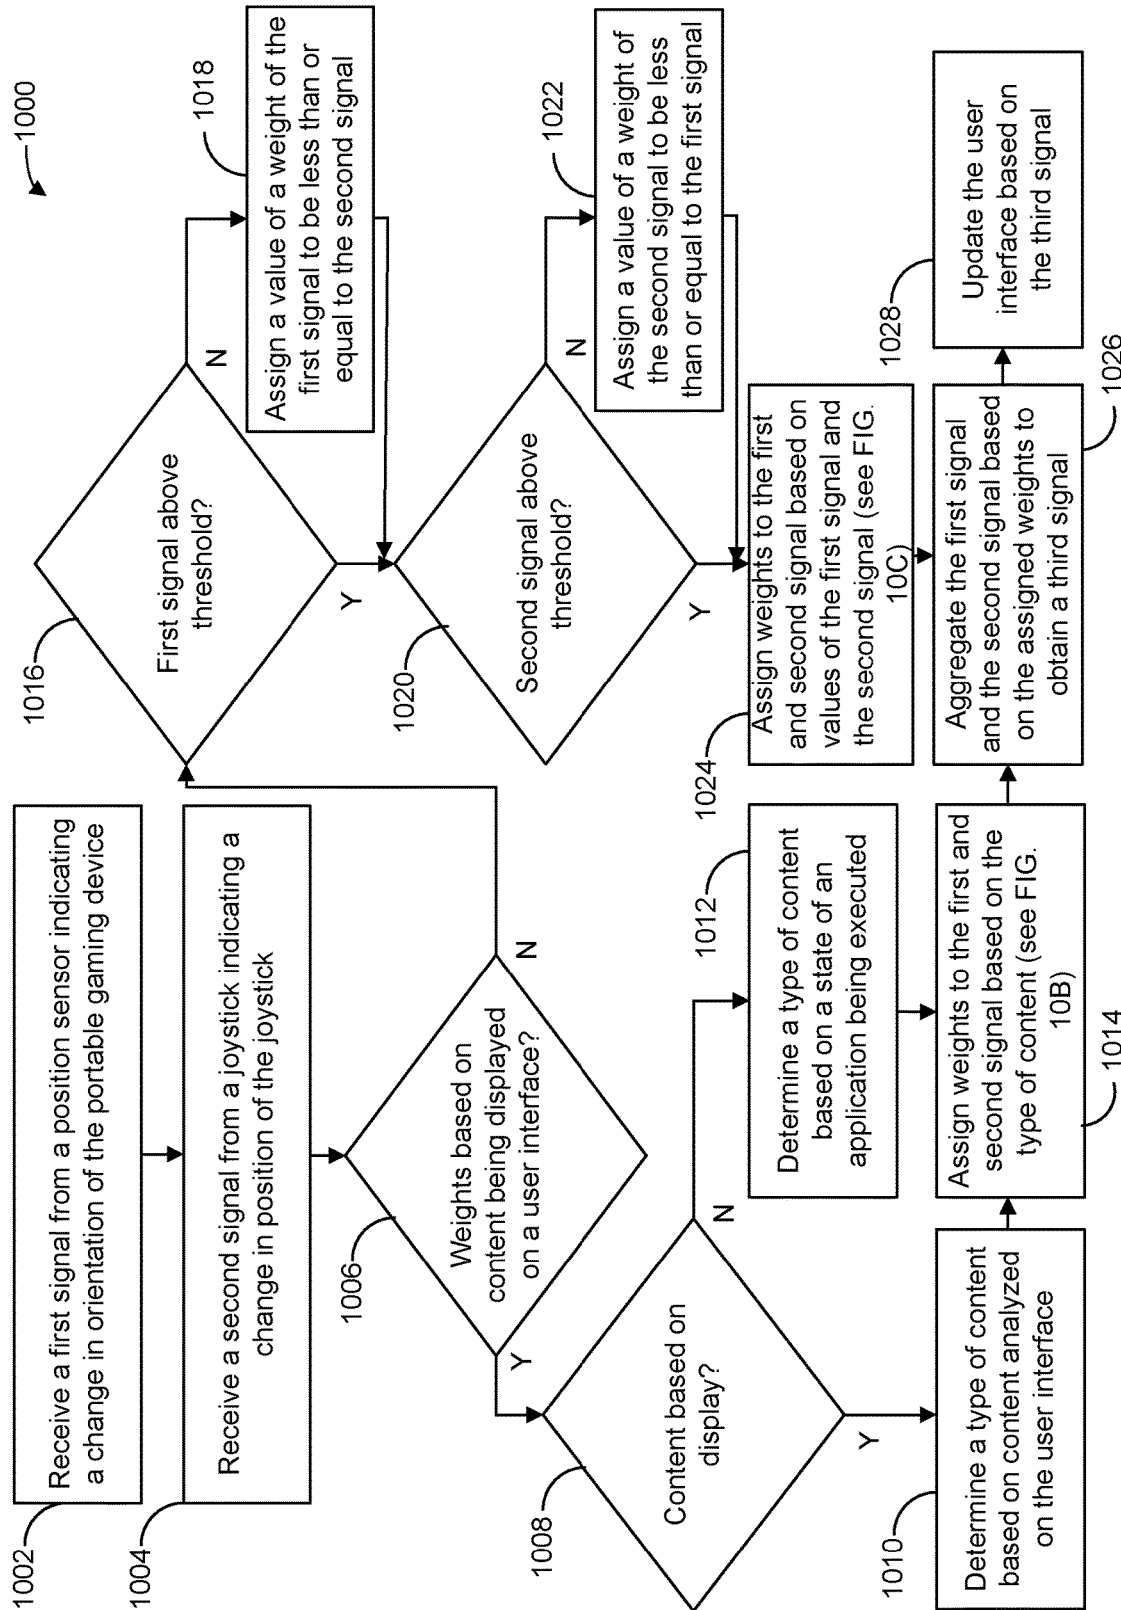 1000
1002
Receive a first signal from a position sensor indicating
a change in orientation of the portable gaming device
1004
Receive a second signal from a joystick indicating a
change in position of the joystick
1006
Weights based on
content being displayed
on a user interface?
Y
N
1008
Content based on
display?
Y
N
1010
Determine a type of content
based on content analyzed
on the user interface
1012
Determine a type of content
based on a state of an
application being executed
1014
Assign weights to the first and
second signal based on the
type of content (see FIG.
10B)
1016
First signal above
threshold?
Y
N
1018
Assign a value of a weight of the
first signal to be less than or
equal to the second signal
1020
Second signal above
threshold?
Y
N
1022
Assign a value of a weight of
the second signal to be less
than or equal to the first signal
1024
Assign weights to the first
and second signal based on
values of the first signal and
the second signal (see FIG.
10C)
1026
Aggregate the first signal
and the second signal based
on the assigned weights to
obtain a third signal
1028
Update the user
interface based on
the third signal